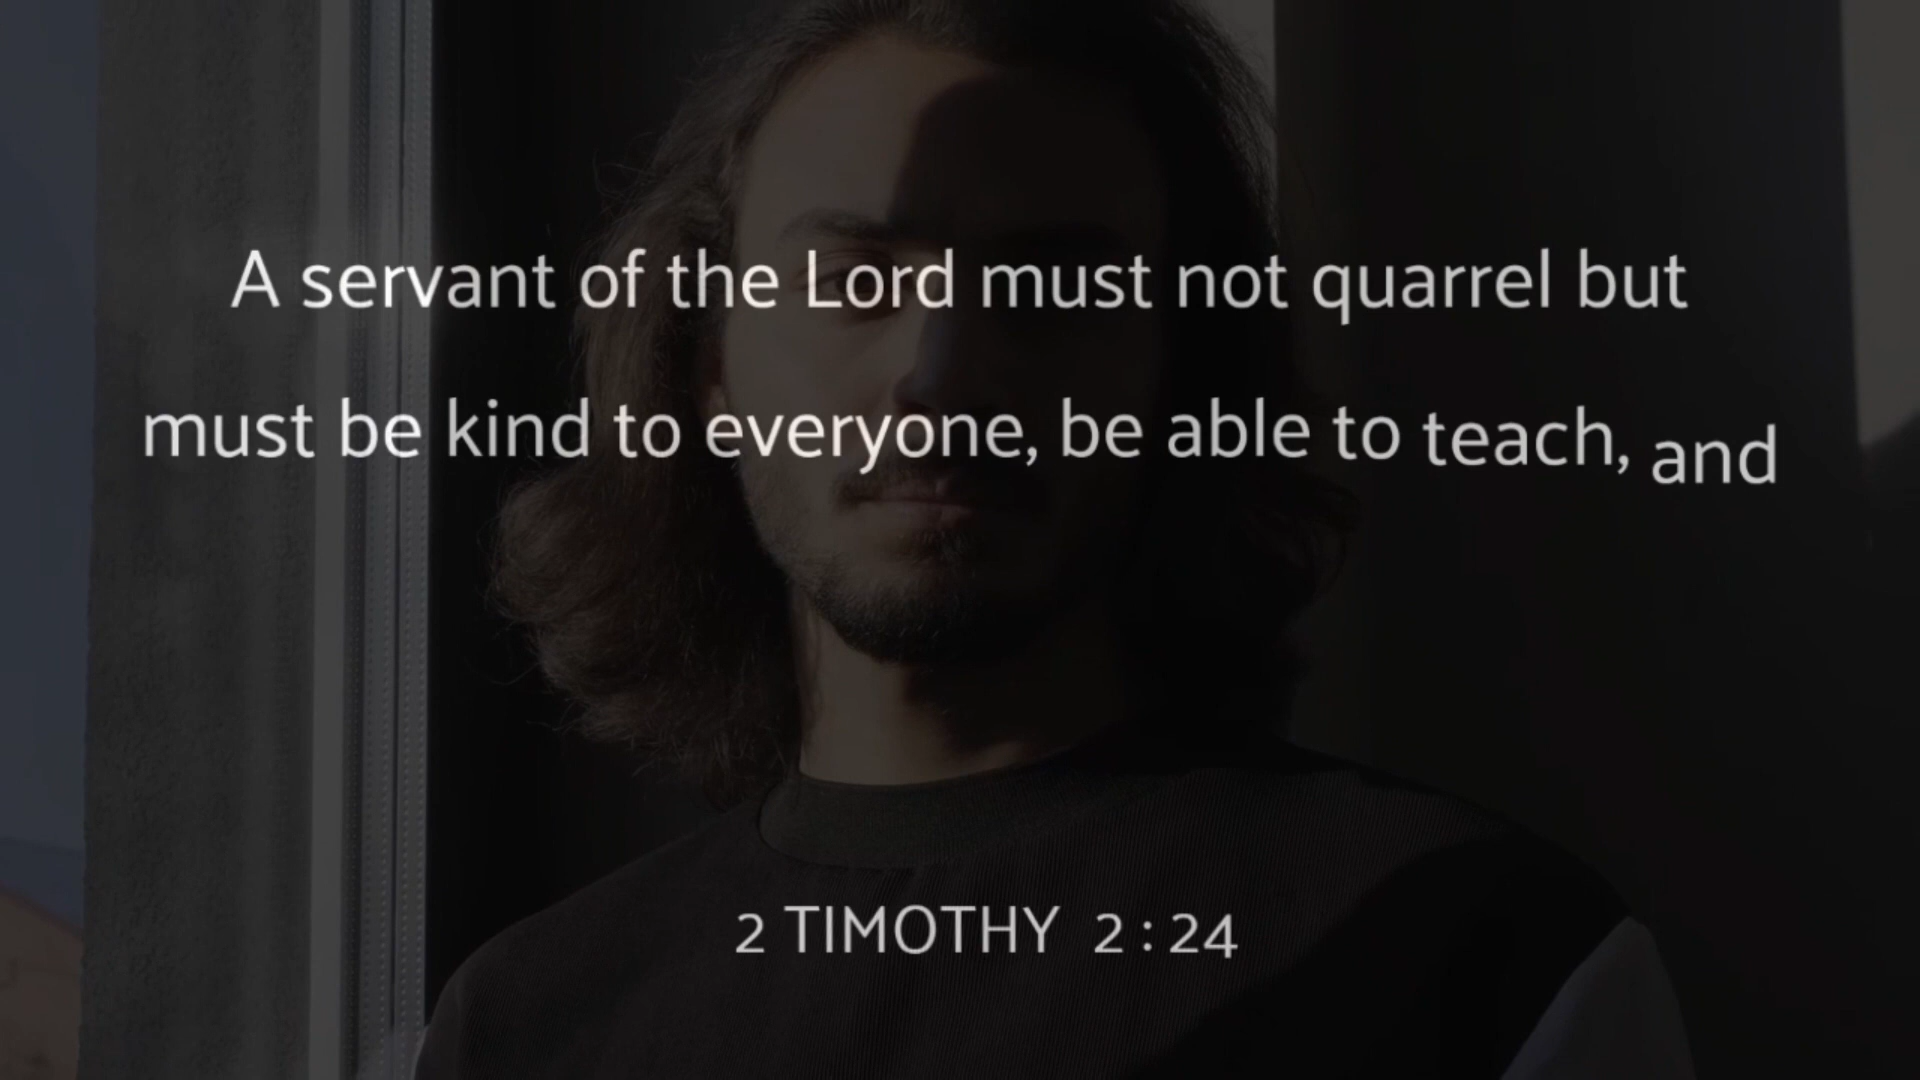 A servant of the Lord must not quarrel but
must be kind to everyone, be able to teach, and
2 TIMOTHY 2:24